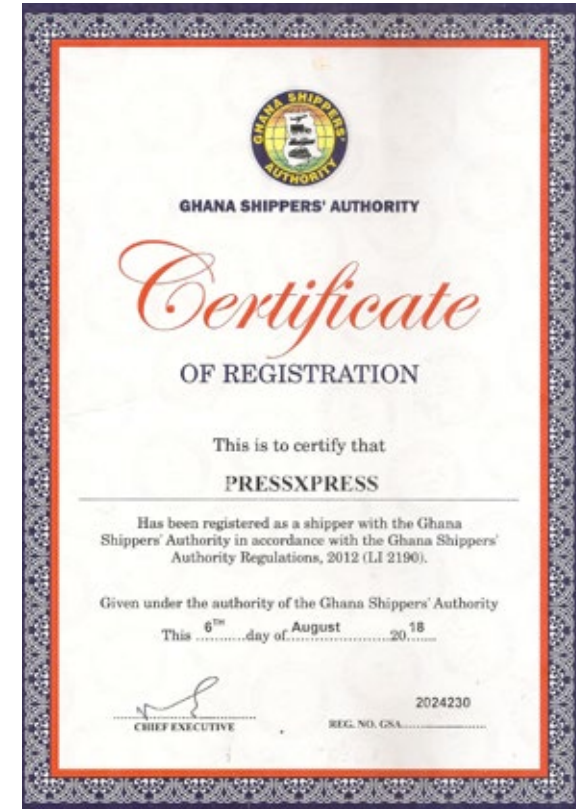 GHANA SHIPPERS'
AUTHORITY
GHANA SHIPPERS' AUTHORITY
Certificate
OF REGISTRATION
This is to certify that
PRESSXPRESS
Has been registered as a shipper with the Ghana
Shippers' Authority in accordance with the Ghana Shippers'
Authority Regulations, 2012 (LI 2190).
Given under the authority of the Ghana Shippers' Authority
This 6TH day of August 2018
2024230
CHIEF EXECUTIVE REG. NO. GSA